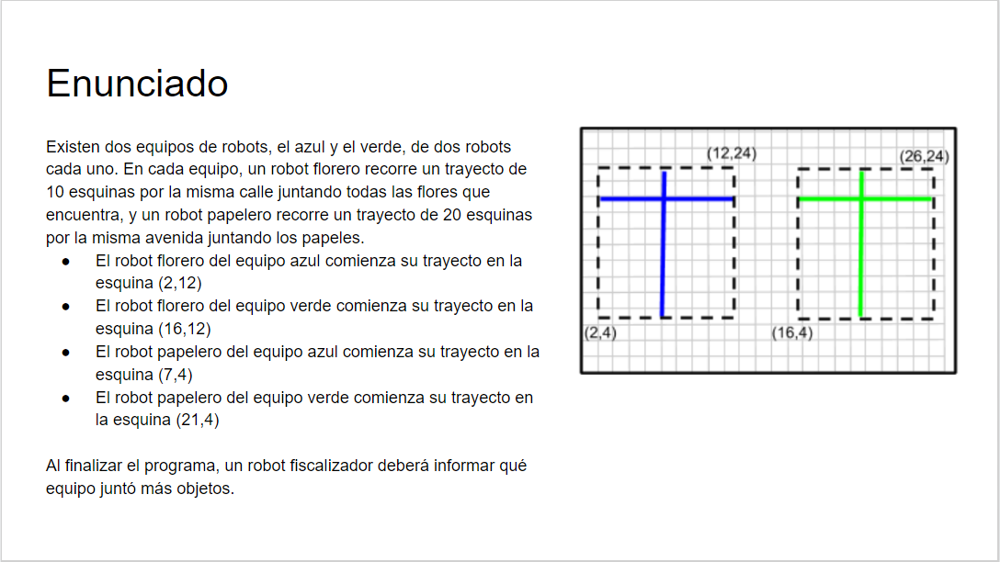 Enunciado
Existen dos equipos de robots, el azul y el verde, de dos robots
cada uno. En cada equipo, un robot florero recorre un trayecto de
10 esquinas por la misma calle juntando todas las flores que
encuentra, y un robot papelero recorre un trayecto de 20 esquinas
por la misma avenida juntando los papeles.
● El robot florero del equipo azul comienza su trayecto en la
esquina (2,12)
● El robot florero del equipo verde comienza su trayecto en la
esquina (16,12)
● El robot papelero del equipo azul comienza su trayecto en la
esquina (7,4)
● El robot papelero del equipo verde comienza su trayecto en
la esquina (21,4)
Al finalizar el programa, un robot fiscalizador deberá informar qué
equipo juntó más objetos.
(12,24)
(26,24)
(2,4)
(16,4)